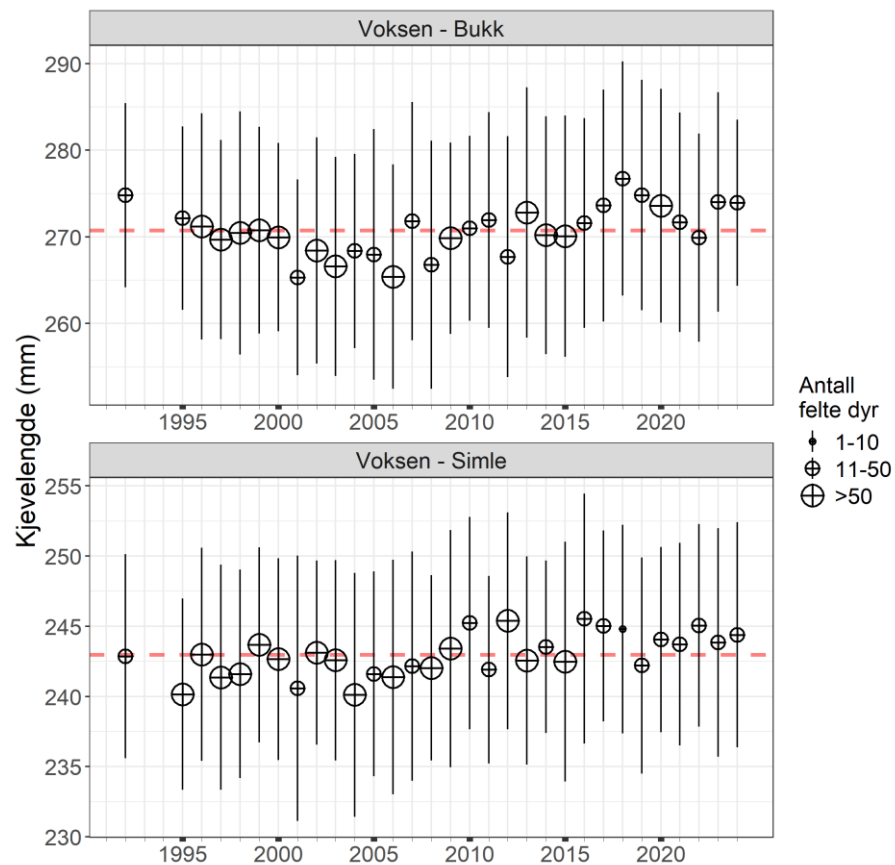 Voksen - Bukk
290
280
270
260
1995 2000 2005 2010 2015 2020
Kjevelengde (mm)
Voksen - Simle
255
250
245
240
235
230
1995 2000 2005 2010 2015 2020
Antall
felte dyr
1-10
11-50
>50